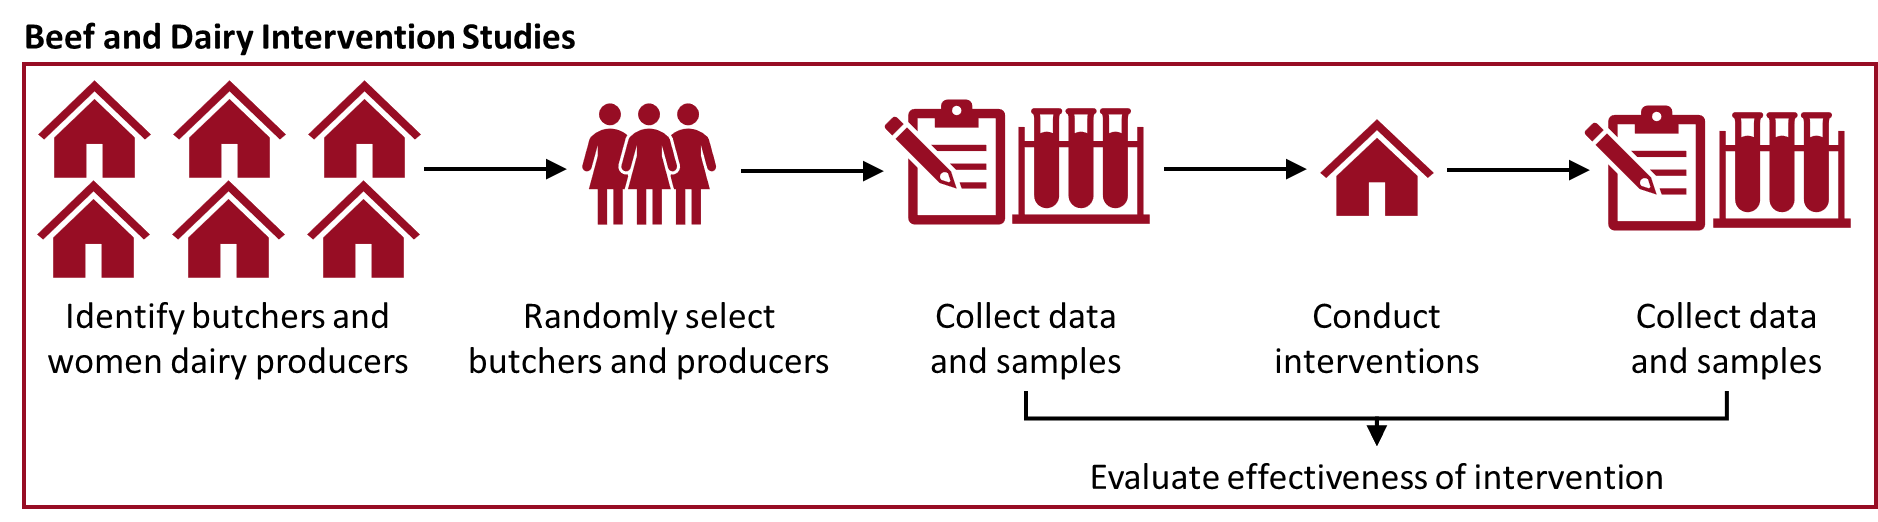 Beef and Dairy Intervention Studies
Identify butchers and
women dairy producers
Randomly select
butchers and producers
Collect data
and samples
Conduct
interventions
Collect data
and samples
Evaluate effectiveness of intervention